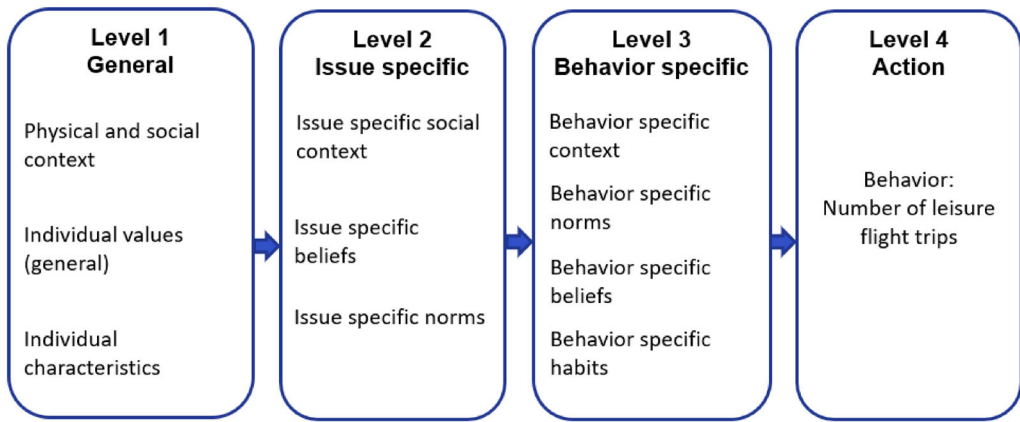 Level 1
General
Physical and social
context
Individual values
(general)
Individual
characteristics
Level 2
Issue specific
Issue specific social
context
Issue specific
beliefs
Issue specific norms
Level 3
Behavior specific
Behavior specific
context
Behavior specific
norms
Behavior specific
beliefs
Behavior specific
habits
Level 4
Action
Behavior:
Number of leisure
flight trips